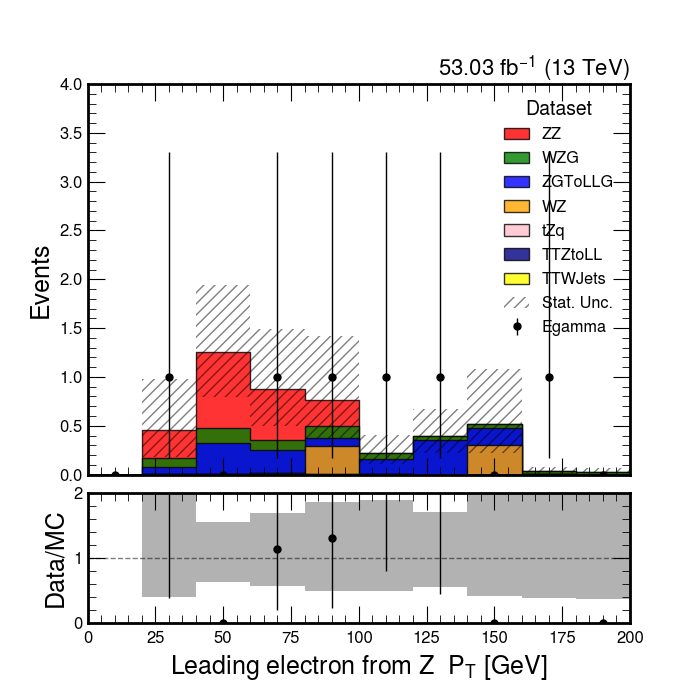 53.03 fb⁻¹ (13 TeV)
Events
4.0
3.5
3.0
2.5
2.0
1.5
1.0
0.5
0.0
Dataset
ZZ
WZG
ZGToLLG
WZ
tZq
TTZtoLL
TTWJets
Stat. Unc.
Egamma
Data/MC
2
1
0
0 25 50 75 100 125 150 175 200
Leading electron from Z P_T [GeV]